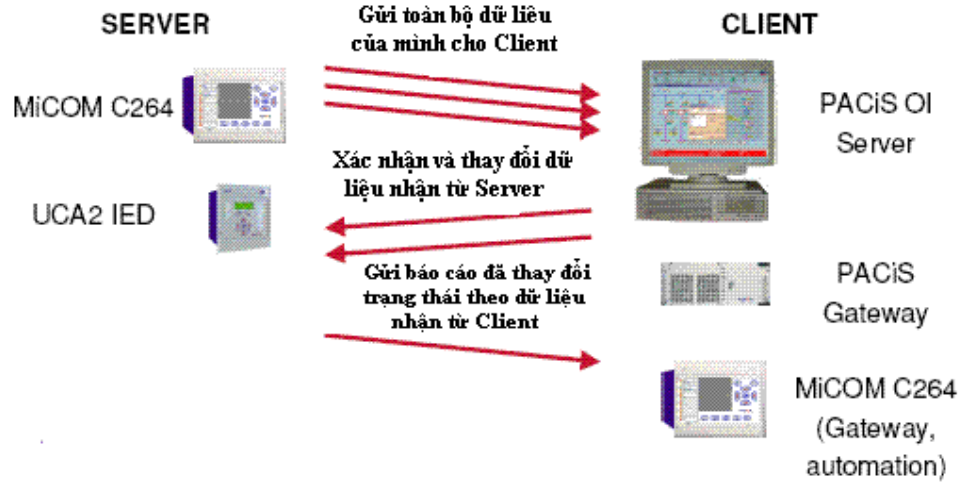 SERVER
Gửi toàn bộ dữ liêu
của mình cho Client
CLIENT
MiCOM C264
PACiS OI
Server
Xác nhận và thay đổi dữ
liệu nhận từ Server
UCA2 IED
Gửi báo cáo đã thay đổi
trạng thái theo dữ liệu
nhận từ Client
PACiS
Gateway
MiCOM C264
(Gateway,
automation)